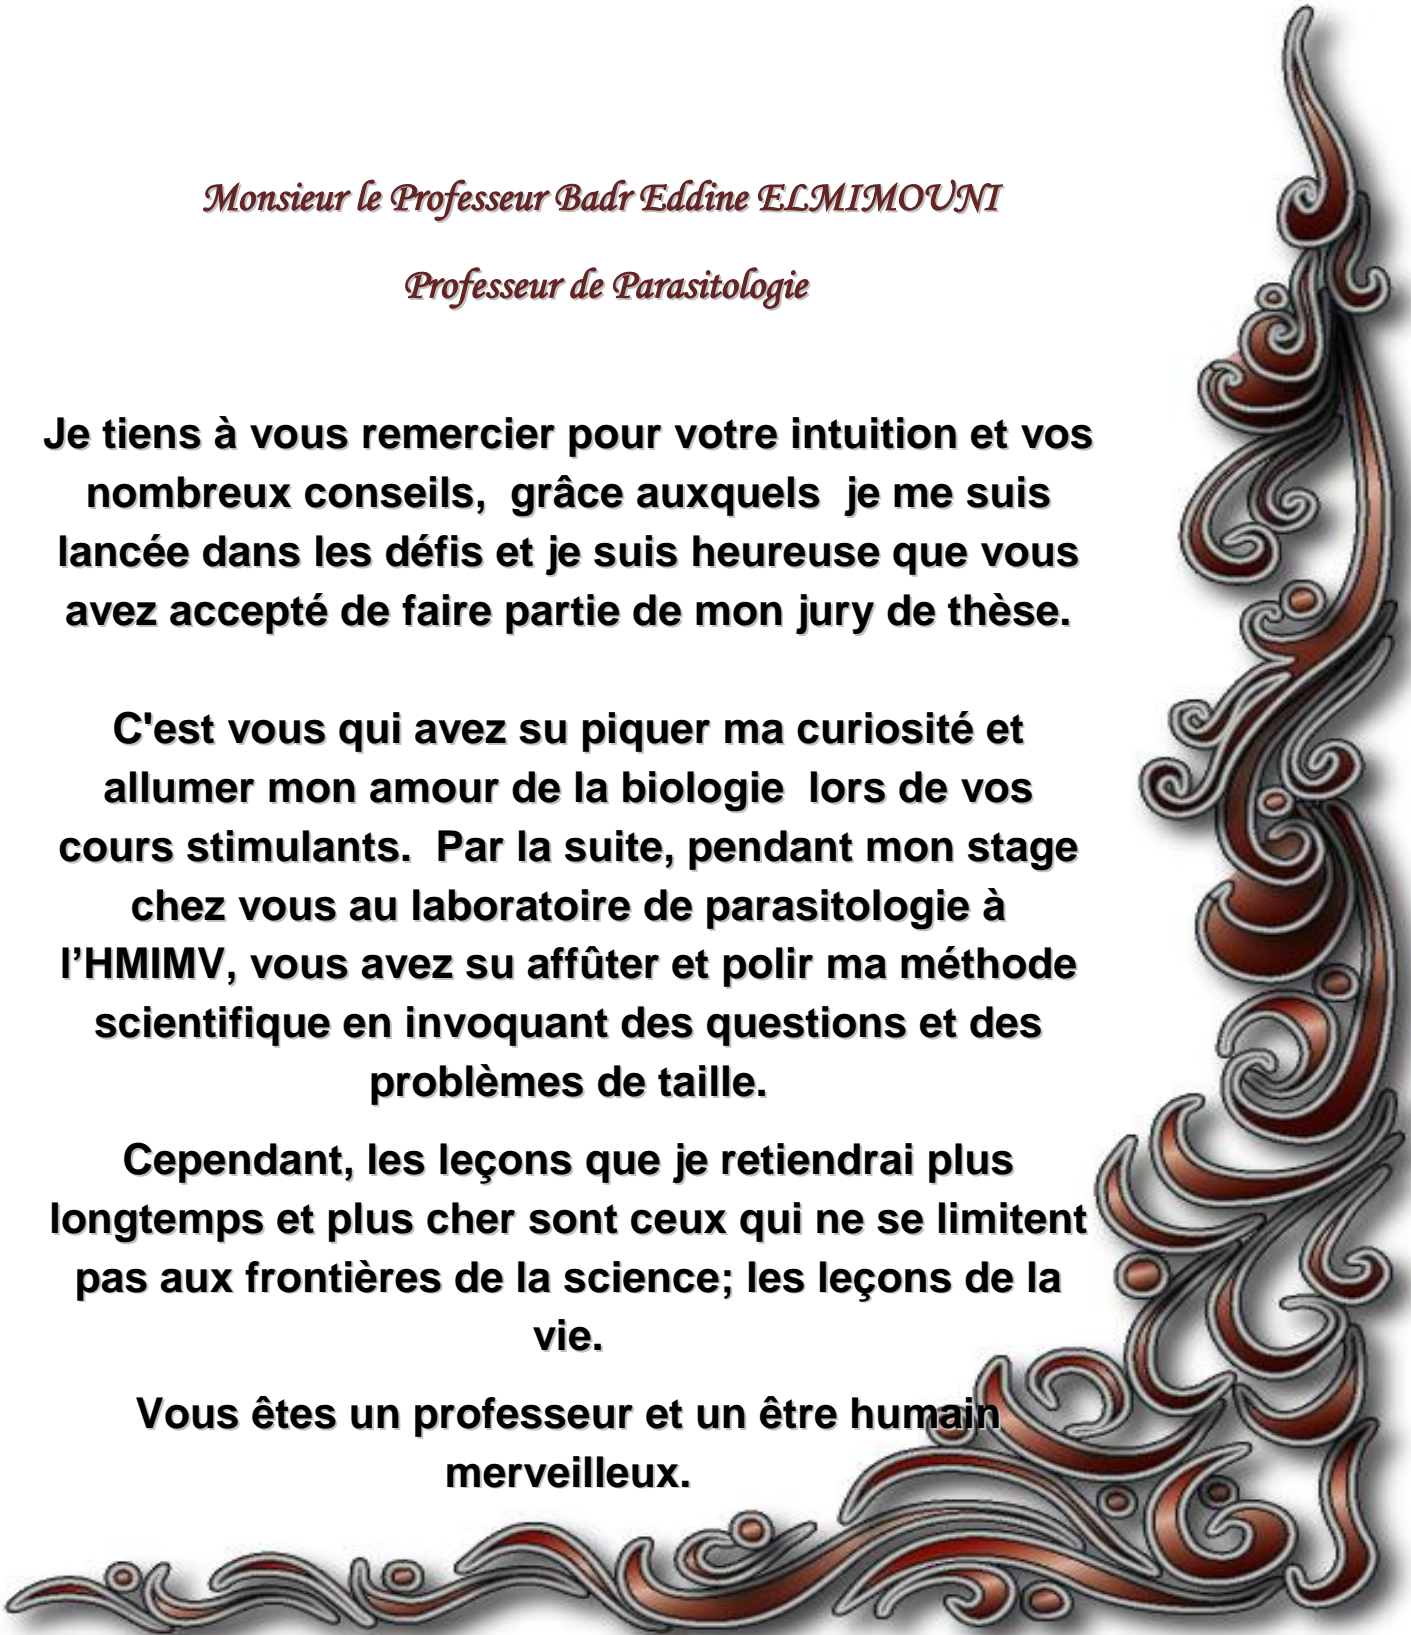 Monsieur le Professeur Badr Eddine ELMIMOUNI
Professeur de Parasitologie
Je tiens à vous remercier pour votre intuition et vos
nombreux conseils,  grâce auxquels  je me suis
lancée dans les défis et je suis heureuse que vous
avez accepté de faire partie de mon jury de thèse.
C'est vous qui avez su piquer ma curiosité et
allumer mon amour de la biologie  lors de vos
cours stimulants.  Par la suite, pendant mon stage
chez vous au laboratoire de parasitologie à
l’HMIMV, vous avez su affûter et polir ma méthode
scientifique en invoquant des questions et des
problèmes de taille.
Cependant, les leçons que je retiendrai plus
longtemps et plus cher sont ceux qui ne se limitent
pas aux frontières de la science; les leçons de la
vie.
Vous êtes un professeur et un être humain
merveilleux.